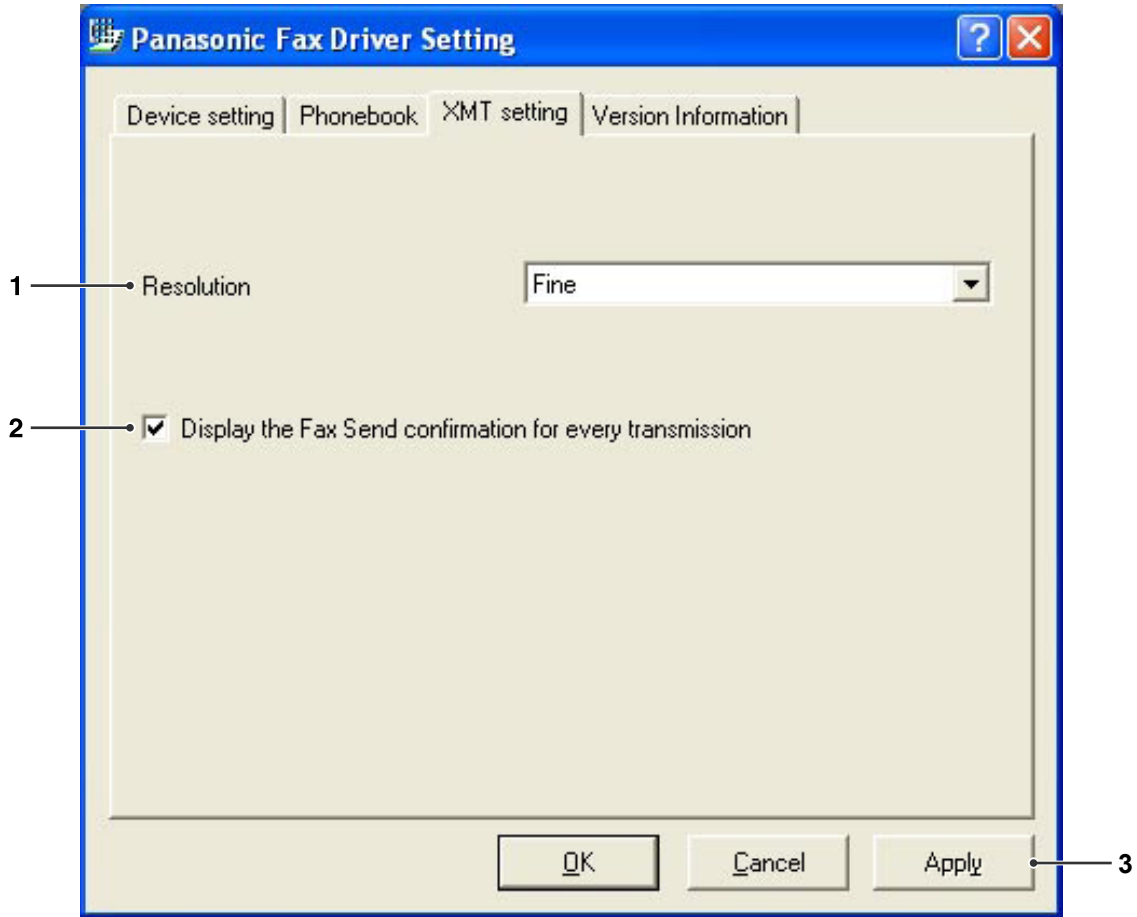 Panasonic Fax Driver Setting
Device setting Phonebook XMT setting Version Information
1 Resolution Fine
2 Display the Fax Send confirmation for every transmission
OK Cancel Apply 3